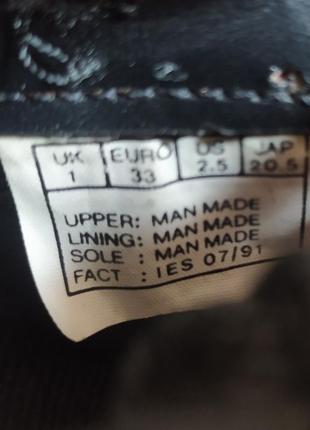 UK EURO US JAP
1 33 2.5 20.5
UPPER: MAN MADE
LINING: MAN MADE
SOLE : MAN MADE
FACT : IES 07/91